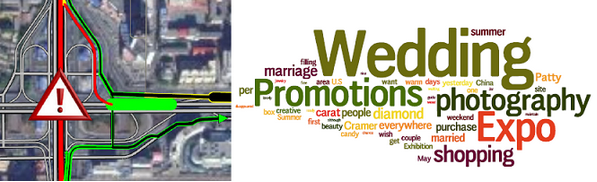 !
summer
Wedding
filling
marriage
area U.S want warm days yesterday China Patty
per Promotions photography
site
box creative carat people diamond
Summer
first Cramer everywhere purchase Expo
weekend
beauty
candy wish married
get couple
Exhibition
May shopping